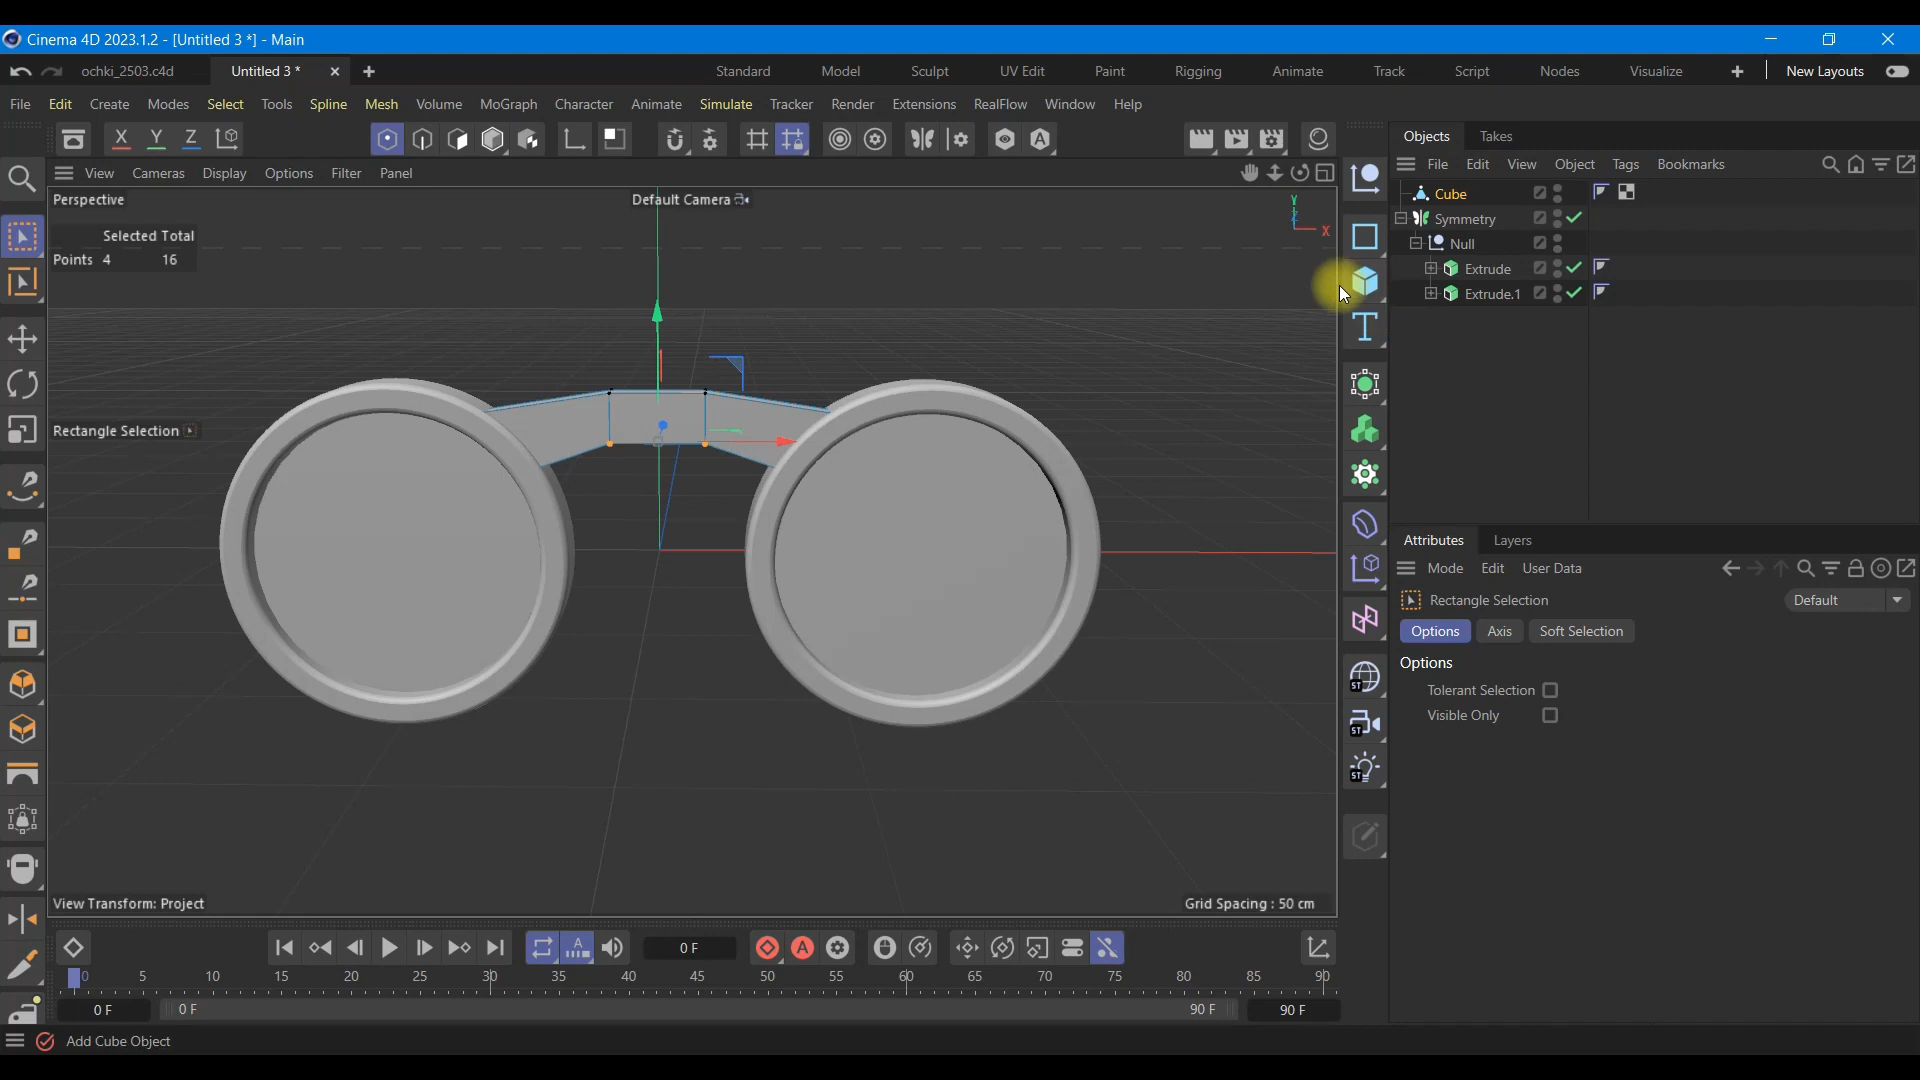 Cinema 4D 2023.1.2 - [Untitled 3 *] - Main
ochki_2503.c4d Untitled 3 * Standard Model Sculpt UV Edit Paint Rigging Animate Track Script Nodes Visualize New Layouts
File Edit Create Modes Select Tools Spline Mesh Volume MoGraph Character Animate Simulate Tracker Render Extensions RealFlow Window Help
X Y Z
Objects Takes
View Cameras Display Options Filter Panel
File Edit View Object Tags Bookmarks
Perspective
Default Camera
Y
Z
X
Selected Total
Points 4 16
Rectangle Selection
Cube
Symmetry
Null
Extrude
Extrude.1
Attributes Layers
Mode Edit User Data
Rectangle Selection Default
Options Axis Soft Selection
Options
Tolerant Selection
Visible Only
ST
ST
ST
View Transform: Project
Grid Spacing : 50 cm
0 F
0 5 10 15 20 25 30 35 40 45 50 55 60 65 70 75 80 85 90
0 F 0 F 90 F 90 F
Add Cube Object